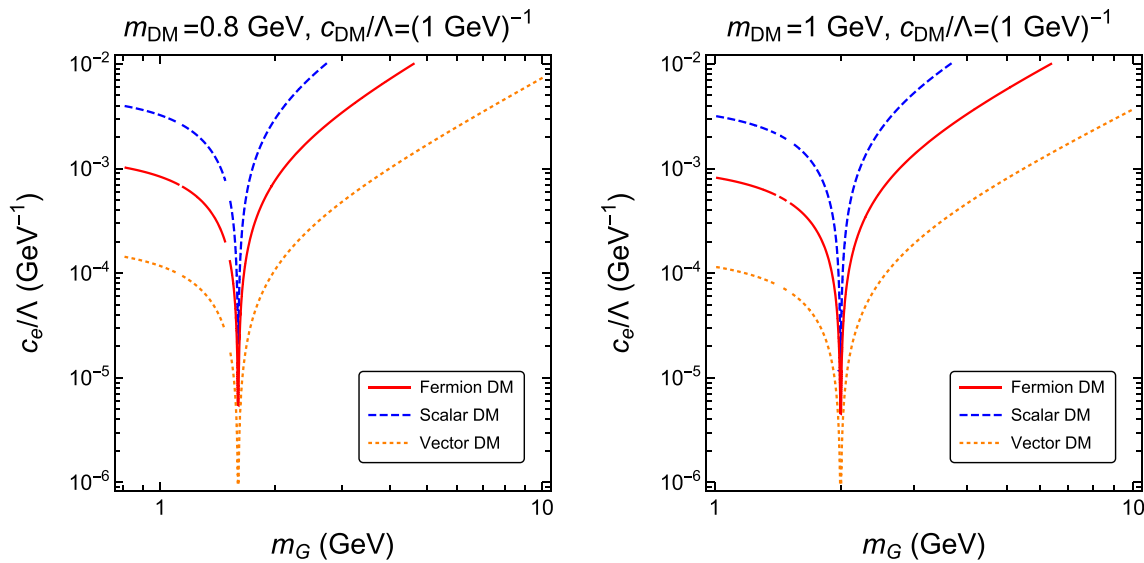 m_DM=0.8 GeV, c_DM/Λ=(1 GeV)^−1
10^−2
10^−3
10^−4
10^−5
10^−6
c_e/Λ (GeV^−1)
Fermion DM
Scalar DM
Vector DM
1
10
m_G (GeV)
m_DM=1 GeV, c_DM/Λ=(1 GeV)^−1
10^−2
10^−3
10^−4
10^−5
10^−6
c_e/Λ (GeV^−1)
Fermion DM
Scalar DM
Vector DM
1
2
10
m_G (GeV)